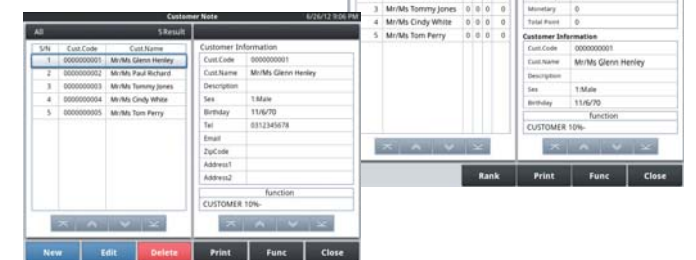 Customer Note 6/26/12 9:06 PM
All 5Result
S/N Cust.Code Cust.Name
1 0000000001 Mr/Ms Glenn Henley
2 0000000002 Mr/Ms Paul Richard
3 0000000003 Mr/Ms Tommy Jones
4 0000000004 Mr/Ms Cindy White
5 0000000005 Mr/Ms Tom Perry
Customer Information
Cust.Code 0000000001
Cust.Name Mr/Ms Glenn Henley
Description
Sex 1:Male
Birthday 11/6/70
Tel 0312345678
Email
ZipCode
Address1
Address2
function
CUSTOMER 10%-
New Edit Delete Print Func Close
3 Mr/Ms Tommy Jones 0 0 0 0
4 Mr/Ms Cindy White 0 0 0 0
5 Mr/Ms Tom Perry 0 0 0 0
Monetary 0
Total Point 0
Customer Information
Cust.Code 0000000001
Cust.Name Mr/Ms Glenn Henley
Description
Sex 1:Male
Birthday 11/6/70
function
CUSTOMER 10%-
Rank Print Func Close